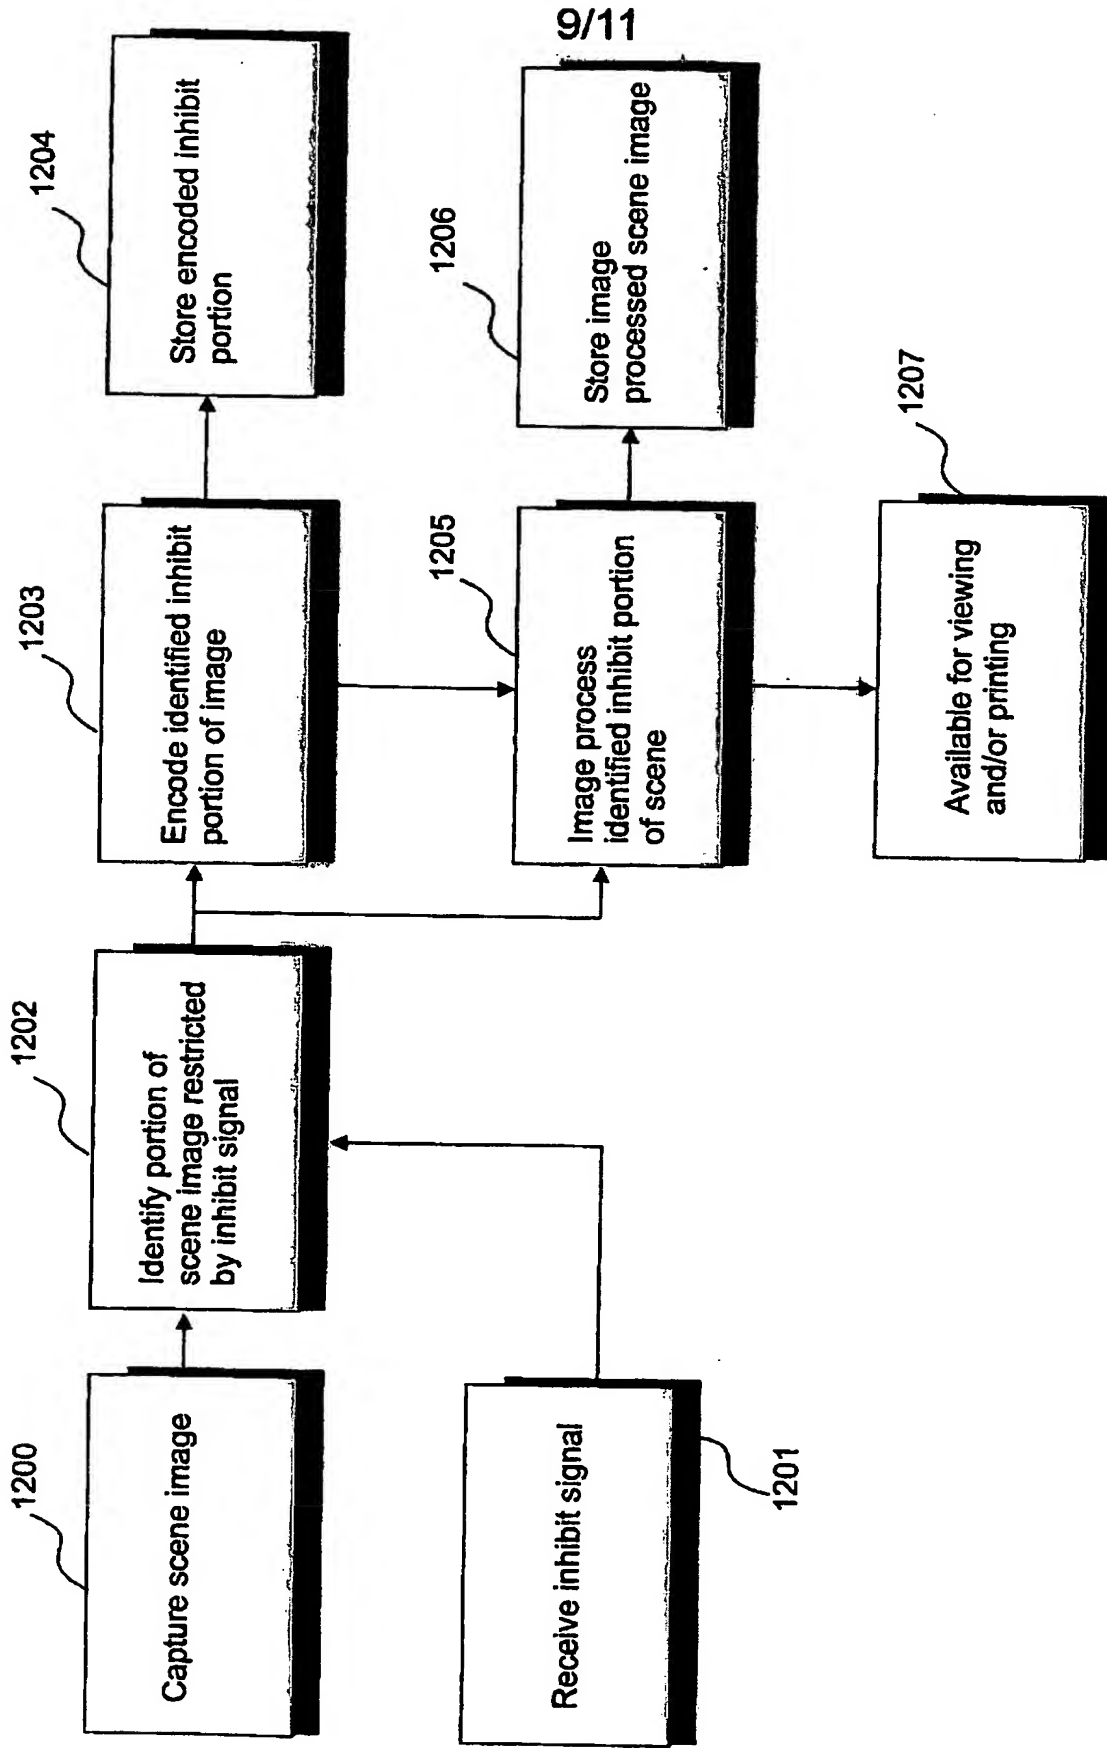 9/11
1200
Capture scene image
1201
Receive inhibit signal
1202
Identify portion of
scene image restricted
by inhibit signal
1203
Encode identified inhibit
portion of image
1204
Store encoded inhibit
portion
1205
Image process
identified inhibit portion
of scene
1206
Store image
processed scene image
1207
Available for viewing
and/or printing